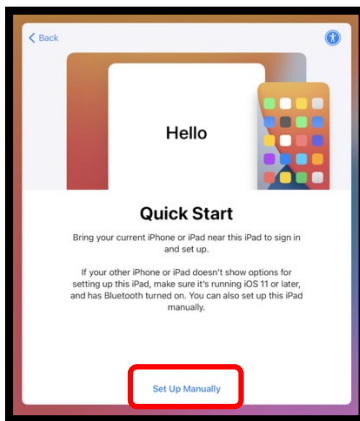 Back
Hello
Quick Start
Bring your current iPhone or iPad near this iPad to sign in
and set up.
If your other iPhone or iPad doesn't show options for
setting up this iPad, make sure it's running iOS 11 or later,
and has Bluetooth turned on. You can also set up this iPad
manually.
Set Up Manually